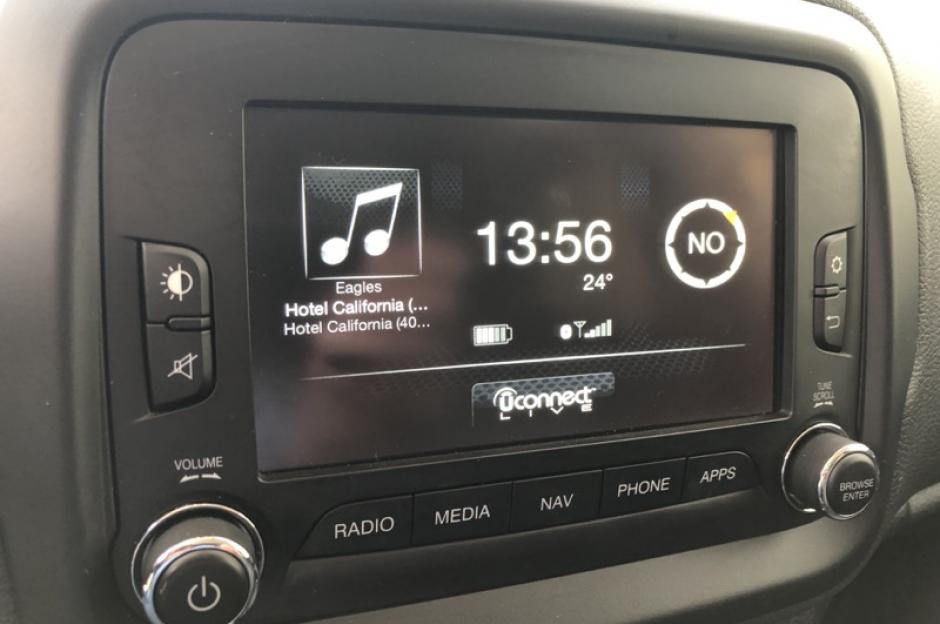 Eagles
Hotel California (...
Hotel California (40...
13:56
24°
NO
uconnect™
LIVE
VOLUME
TUNE
SCROLL
RADIO
MEDIA
NAV
PHONE
APPS
BROWSE
ENTER